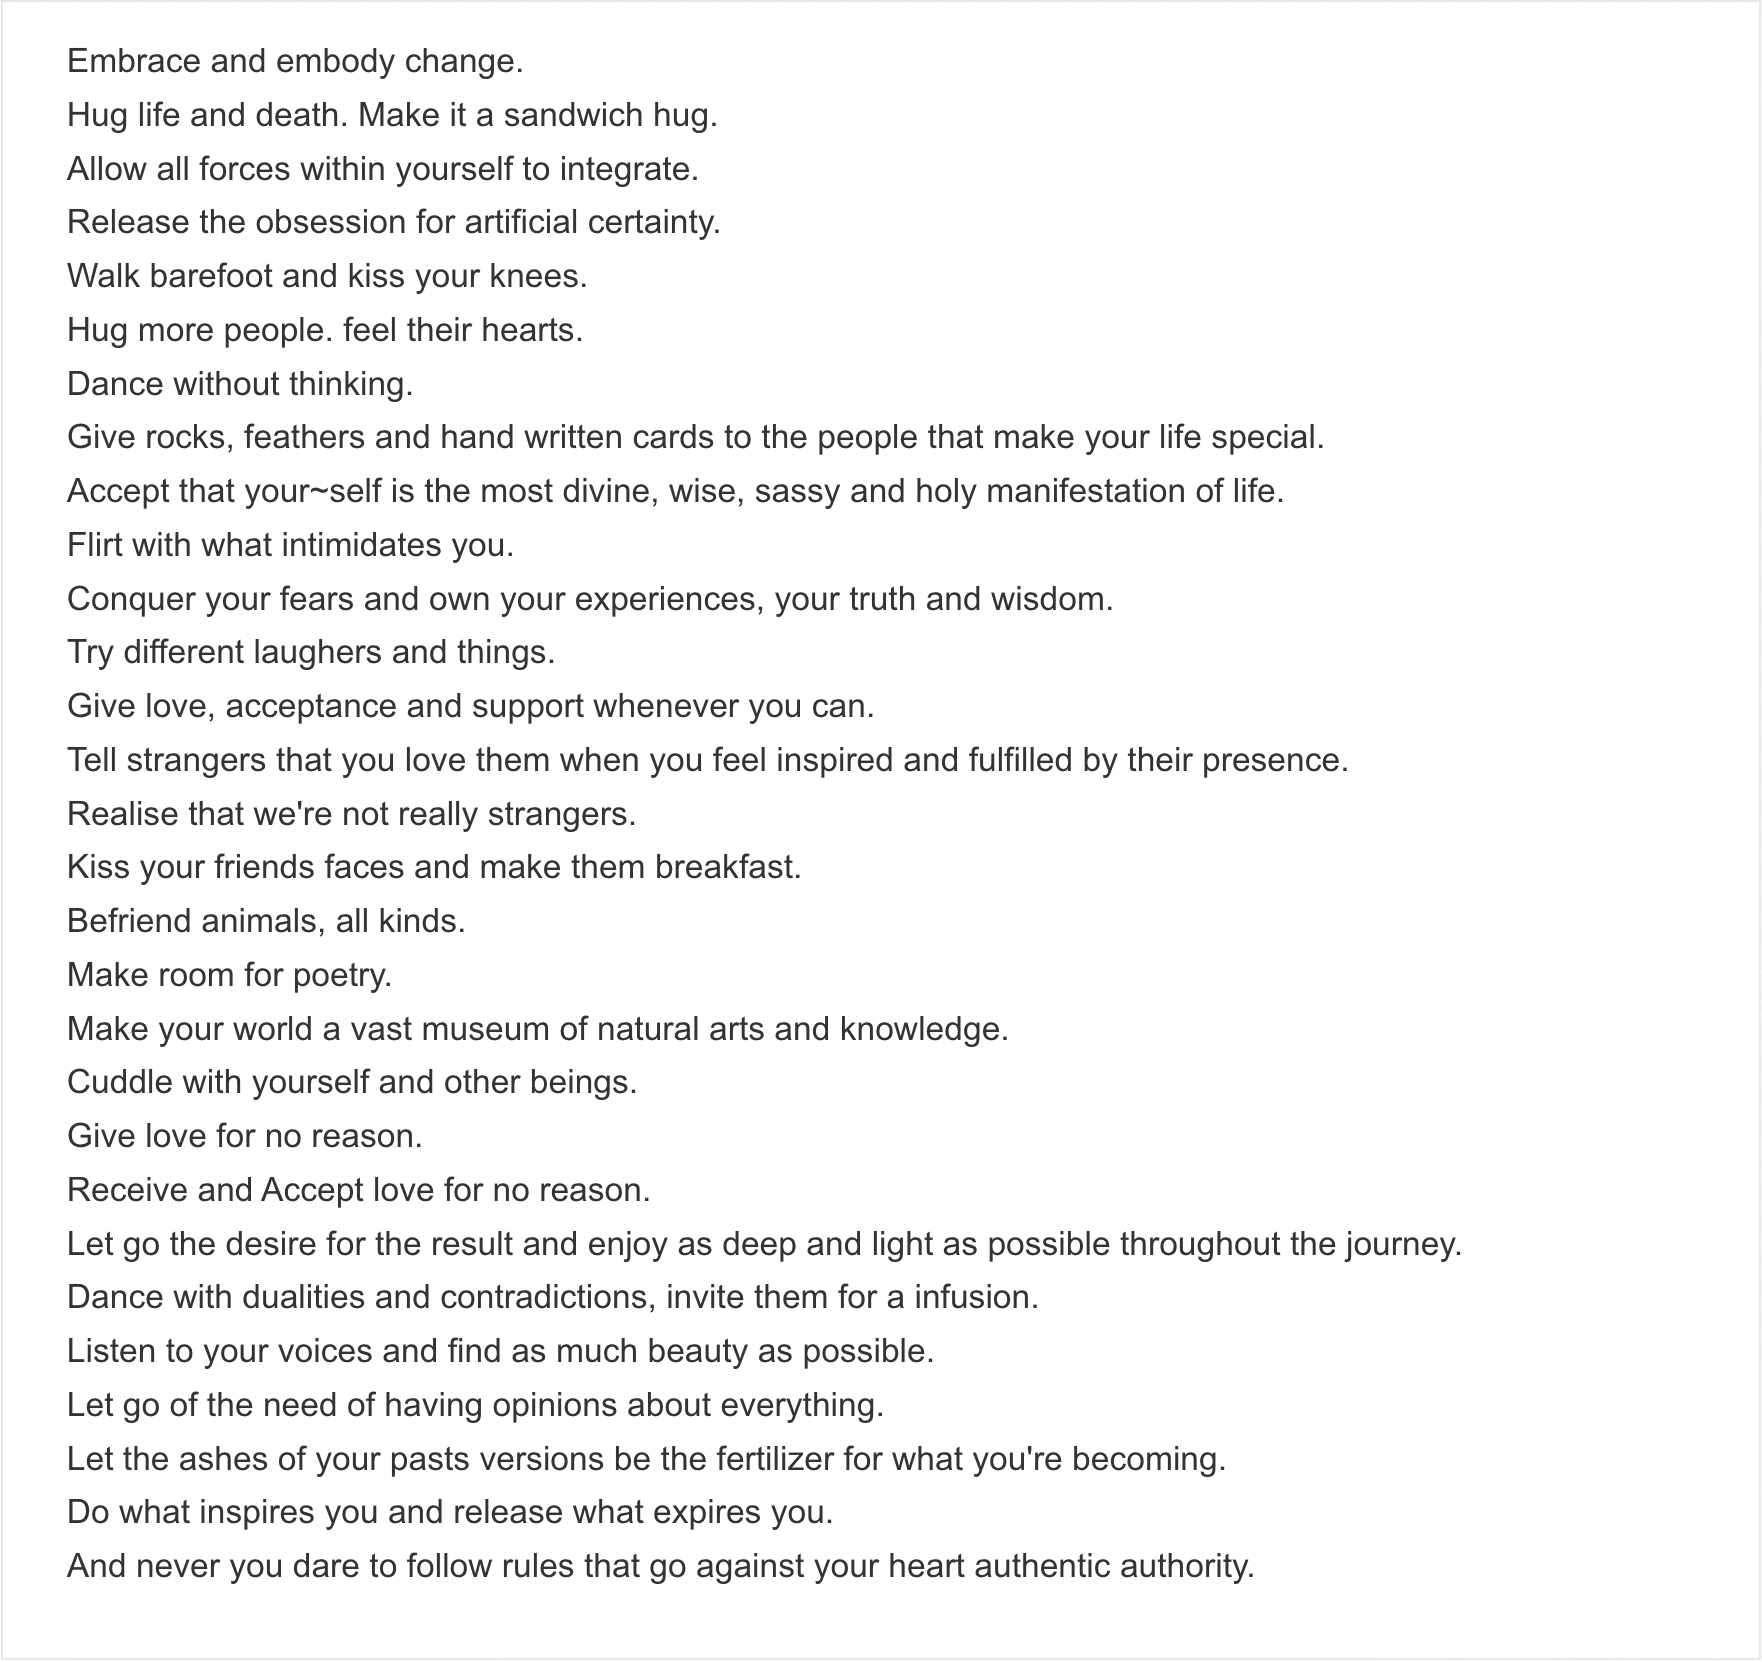 Embrace and embody change.
Hug life and death. Make it a sandwich hug.
Allow all forces within yourself to integrate.
Release the obsession for artificial certainty.
Walk barefoot and kiss your knees.
Hug more people. feel their hearts.
Dance without thinking.
Give rocks, feathers and hand written cards to the people that make your life special.
Accept that your~self is the most divine, wise, sassy and holy manifestation of life.
Flirt with what intimidates you.
Conquer your fears and own your experiences, your truth and wisdom.
Try different laughers and things.
Give love, acceptance and support whenever you can.
Tell strangers that you love them when you feel inspired and fulfilled by their presence.
Realise that we're not really strangers.
Kiss your friends faces and make them breakfast.
Befriend animals, all kinds.
Make room for poetry.
Make your world a vast museum of natural arts and knowledge.
Cuddle with yourself and other beings.
Give love for no reason.
Receive and Accept love for no reason.
Let go the desire for the result and enjoy as deep and light as possible throughout the journey.
Dance with dualities and contradictions, invite them for a infusion.
Listen to your voices and find as much beauty as possible.
Let go of the need of having opinions about everything.
Let the ashes of your pasts versions be the fertilizer for what you're becoming.
Do what inspires you and release what expires you.
And never you dare to follow rules that go against your heart authentic authority.